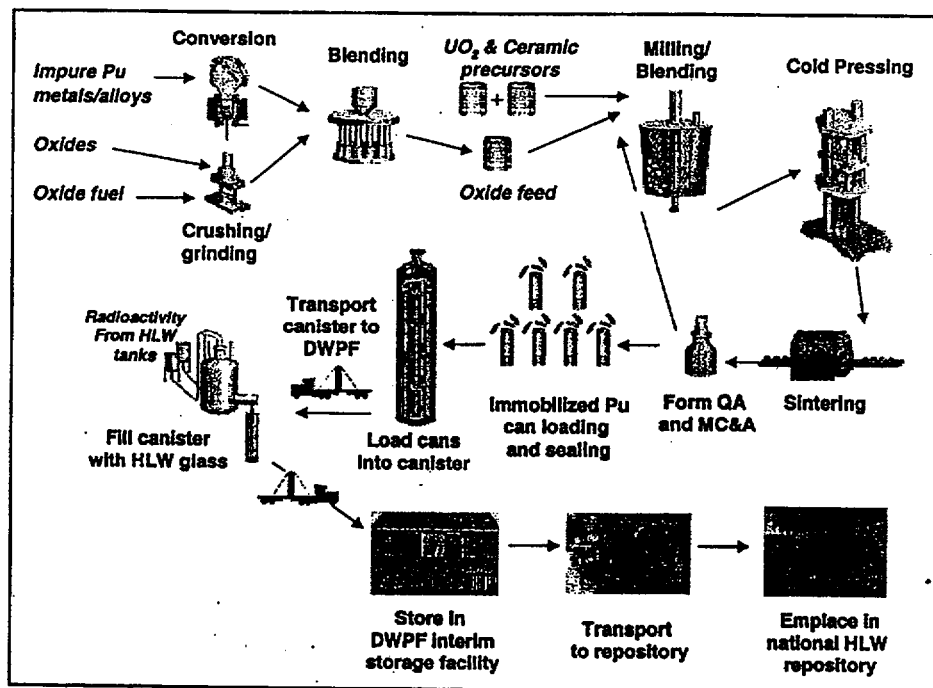 Conversion
Impure Pu
metals/alloys
Oxides
Oxide fuel
Crushing/
grinding
Blending
UO₂ & Ceramic
precursors
+
Oxide feed
Milling/
Blending
Cold Pressing
Sintering
Form QA
and MC&A
Immobilized Pu
can loading
and sealing
Load cans
into canister
Transport
canister to
DWPF
Radioactivity
From HLW
tanks
Fill canister
with HLW glass
Store in
DWPF interim
storage facility
Transport
to repository
Emplace in
national HLW
repository